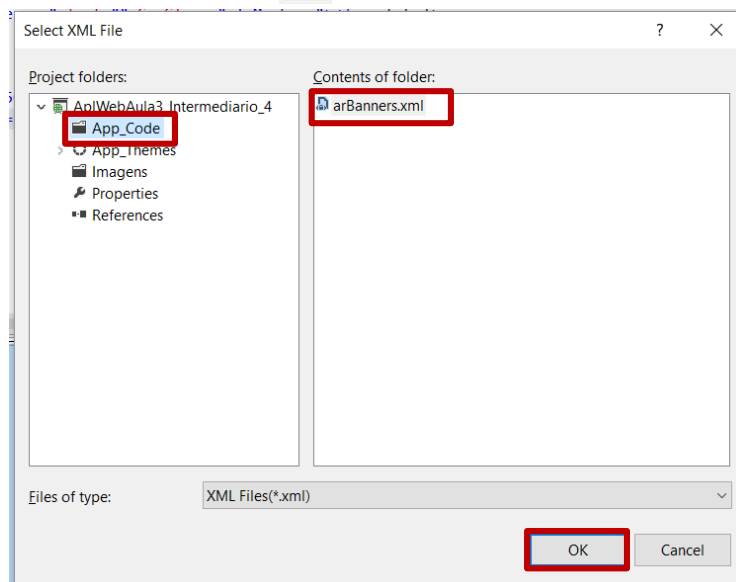 Select XML File
?
Project folders:
Contents of folder:
AplWebAula3_Intermediario_4
App_Code
App_Themes
Imagens
Properties
References
arBanners.xml
Files of type:
XML Files(*.xml)
OK
Cancel